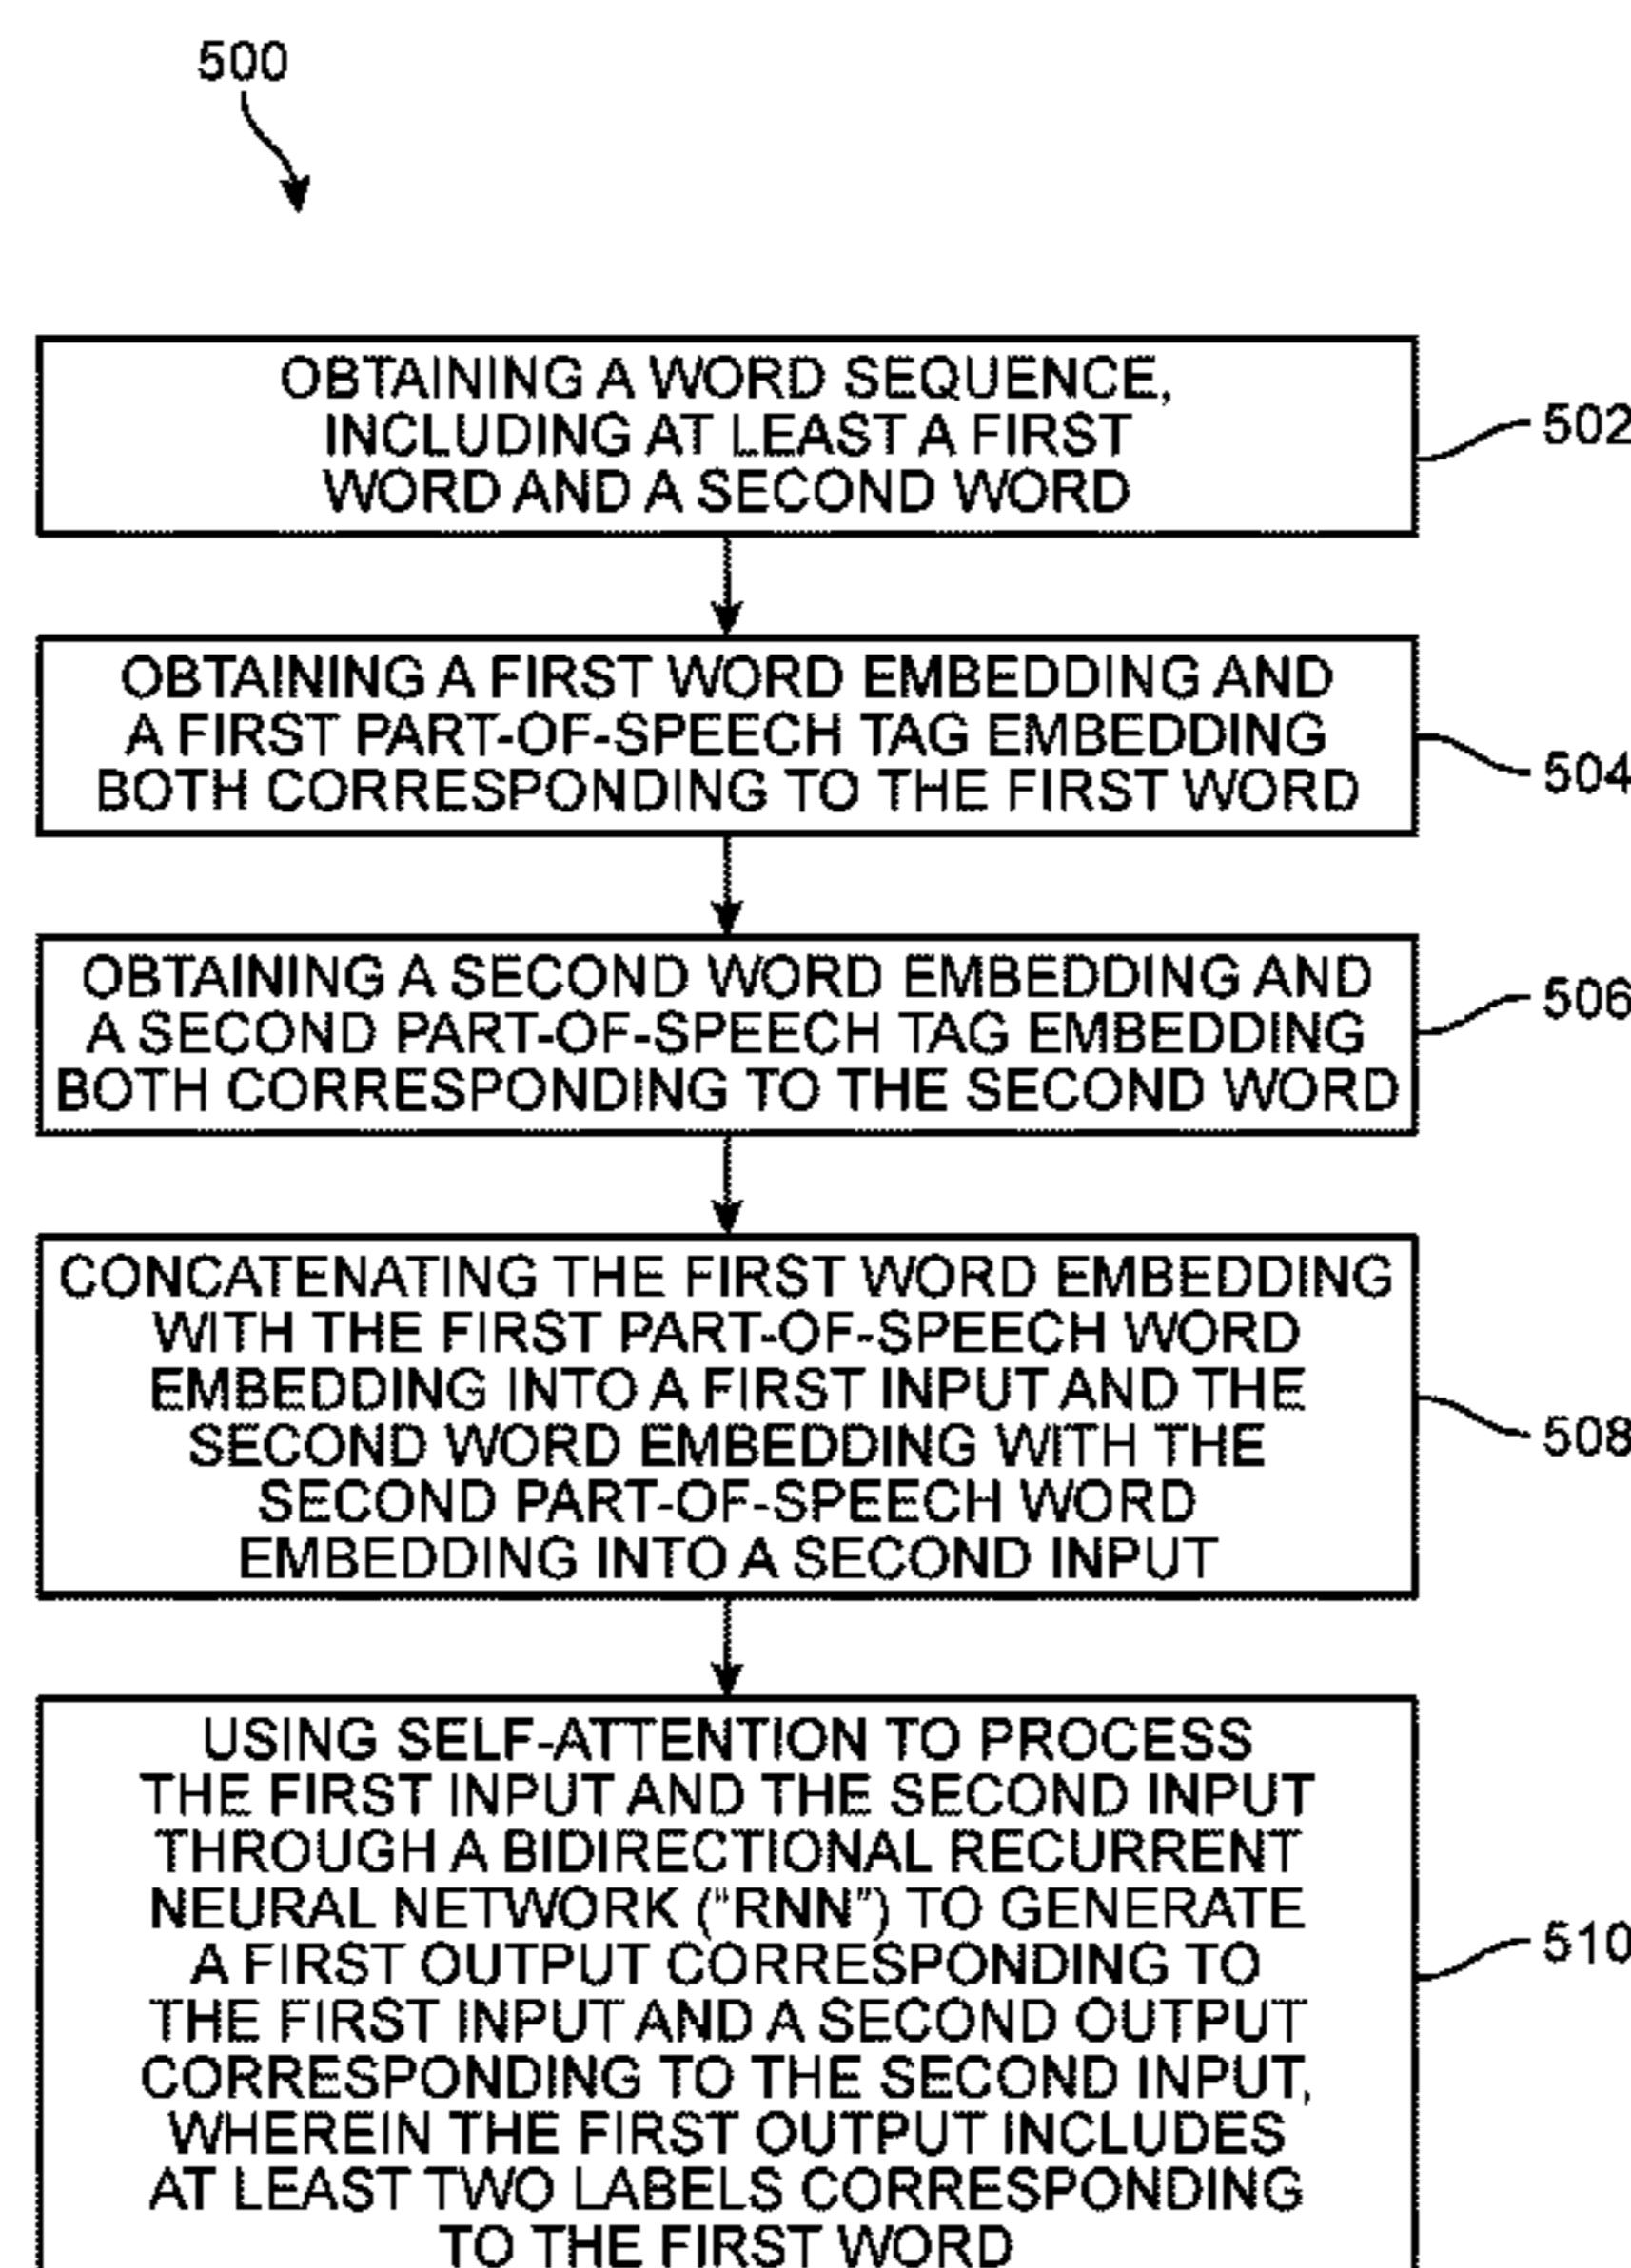 500
OBTAINING A WORD SEQUENCE,
INCLUDING AT LEAST A FIRST
WORD AND A SECOND WORD
502
OBTAINING A FIRST WORD EMBEDDING AND
A FIRST PART-OF-SPEECH TAG EMBEDDING
BOTH CORRESPONDING TO THE FIRST WORD
504
OBTAINING A SECOND WORD EMBEDDING AND
A SECOND PART-OF-SPEECH TAG EMBEDDING
BOTH CORRESPONDING TO THE SECOND WORD
506
CONCATENATING THE FIRST WORD EMBEDDING
WITH THE FIRST PART-OF-SPEECH WORD
EMBEDDING INTO A FIRST INPUT AND THE
SECOND WORD EMBEDDING WITH THE
SECOND PART-OF-SPEECH WORD
EMBEDDING INTO A SECOND INPUT
508
USING SELF-ATTENTION TO PROCESS
THE FIRST INPUT AND THE SECOND INPUT
THROUGH A BIDIRECTIONAL RECURRENT
NEURAL NETWORK ("RNN") TO GENERATE
A FIRST OUTPUT CORRESPONDING TO
THE FIRST INPUT AND A SECOND OUTPUT
CORRESPONDING TO THE SECOND INPUT,
WHEREIN THE FIRST OUTPUT INCLUDES
AT LEAST TWO LABELS CORRESPONDING
TO THE FIRST WORD
510